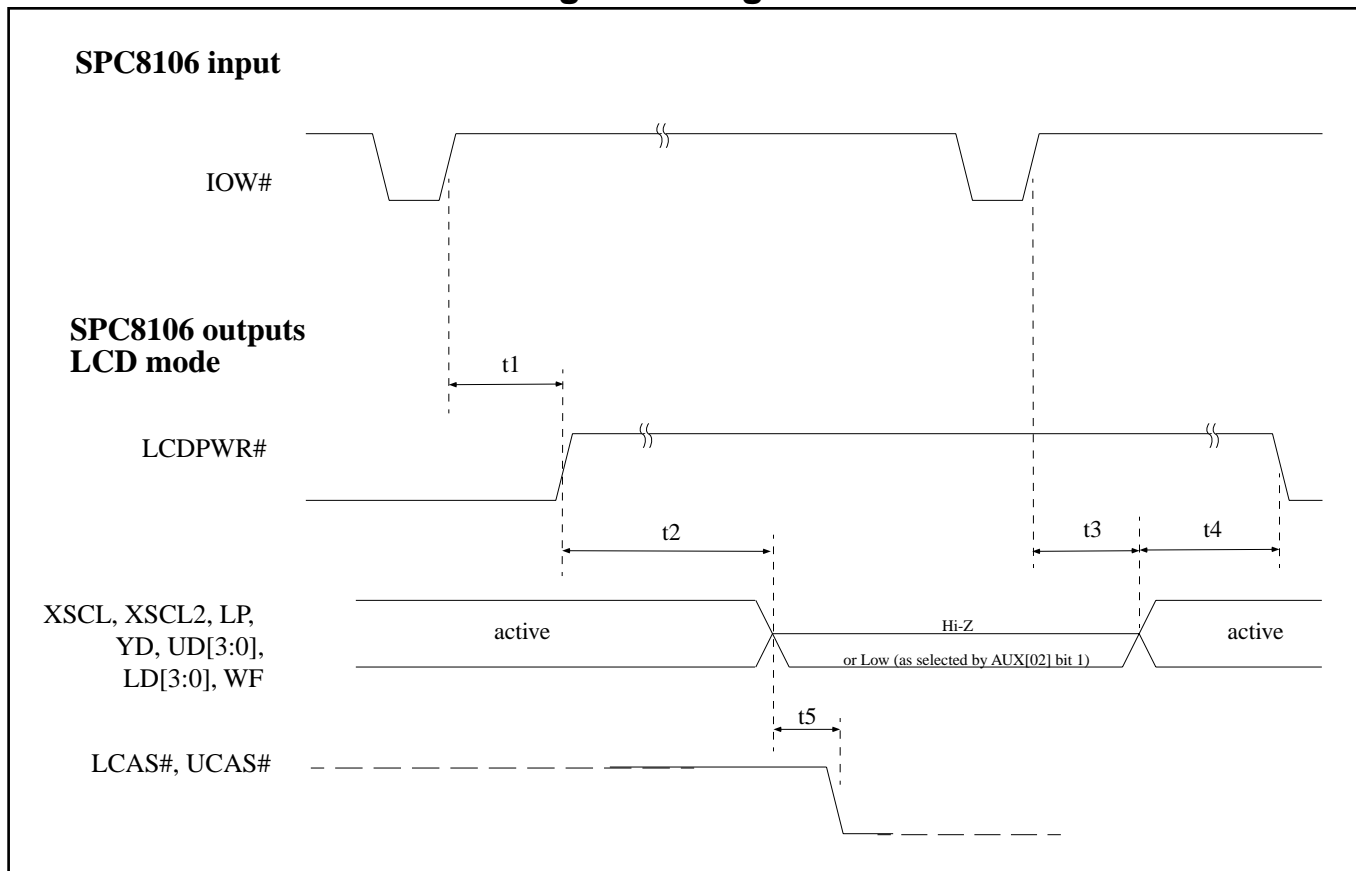 SPC8106 input
IOW#
SPC8106 outputs
LCD mode
t1
LCDPWR#
t2
t3
t4
XSCL, XSCL2, LP,
YD, UD[3:0],
LD[3:0], WF
active
Hi-Z
or Low (as selected by AUX[02] bit 1)
active
t5
LCAS#, UCAS#